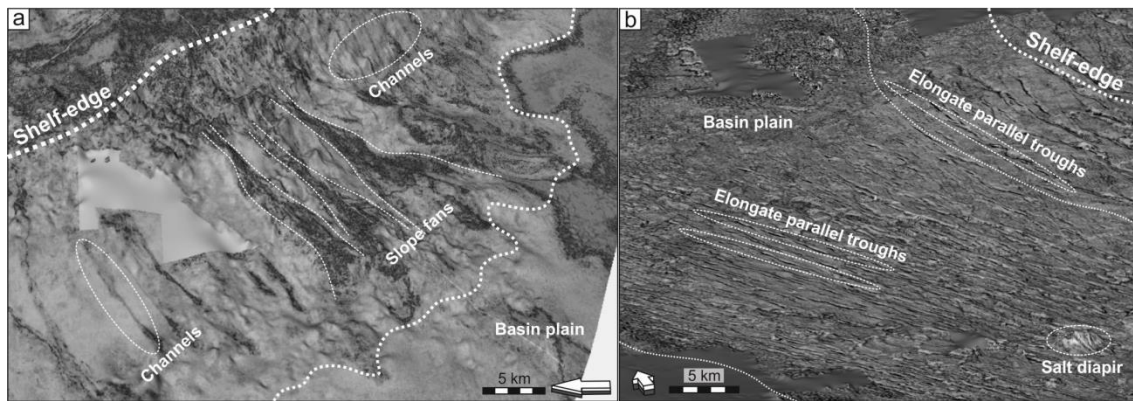 a
Shelf-edge
Channels
Slope fans
Channels
Basin plain
5 km
b
Shelf-edge
Elongate parallel troughs
Basin plain
Elongate parallel troughs
Salt diapir
5 km